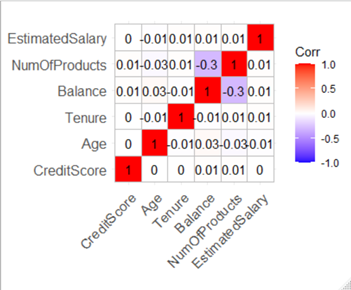 EstimatedSalary 0 -0.01 0.01 0.01 0.01 1
NumOfProducts 0.01 -0.03 0.01 -0.3 1 0.01
Balance 0.01 0.03 -0.01 1 -0.3 0.01
Tenure 0 -0.01 1 -0.01 0.01 0.01
Age 0 1 -0.01 0.03 -0.03 -0.01
CreditScore 1 0 0 0.01 0.01 0
CreditScore Age Tenure Balance NumOfProducts EstimatedSalary
Corr
1.0
0.5
0.0
-0.5
-1.0